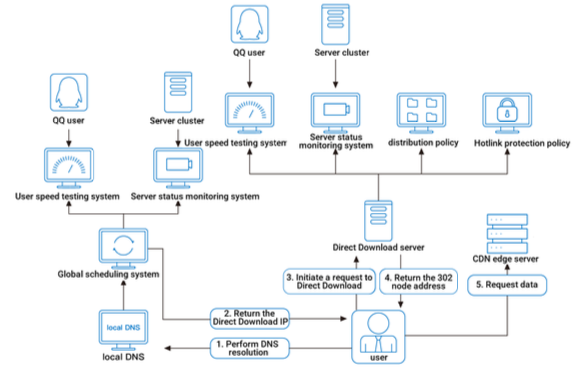 QQ user
Server cluster
QQ user
Server cluster
User speed testing system
Server status
monitoring system
distribution policy
Hotlink protection policy
User speed testing system
Server status monitoring system
Direct Download server
CDN edge server
Global scheduling system
3. Initiate a request to
Direct Download
4. Return the 302
node address
5. Request data
2. Return the
Direct Download IP
local DNS
local DNS
1. Perform DNS
resolution
user